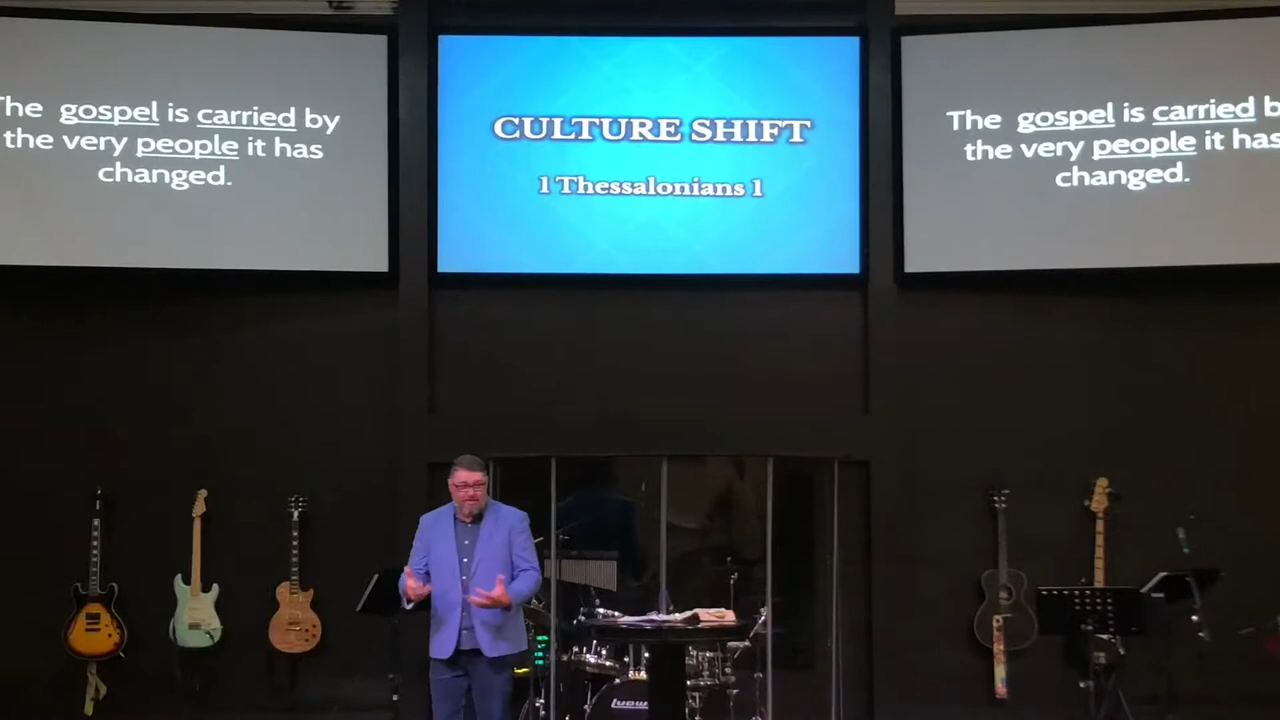 The gospel is carried by
the very people it has
changed.
CULTURE SHIFT
1 Thessalonians 1
The gospel is carried b
the very people it has
changed.